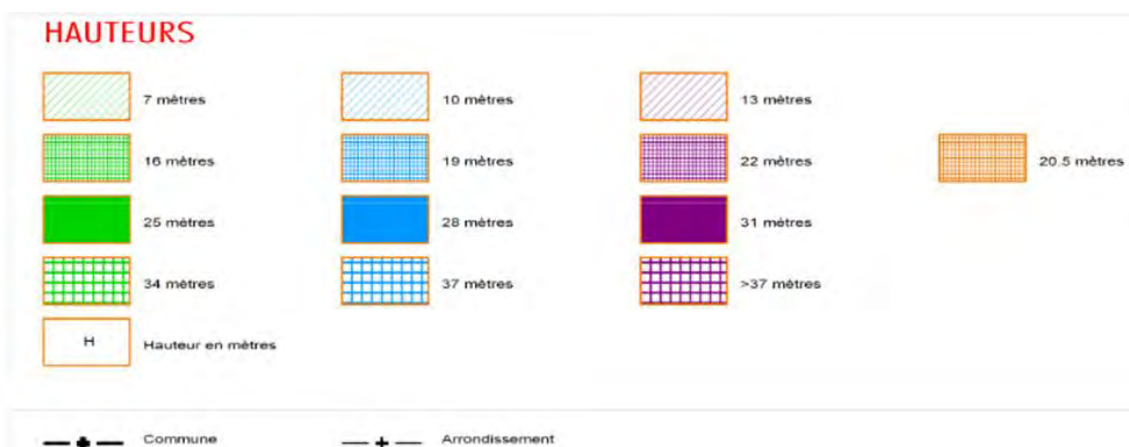 HAUTEURS
7 mètres
10 mètres
13 mètres
16 mètres
19 mètres
22 mètres
20.5 mètres
25 mètres
28 mètres
31 mètres
34 mètres
37 mètres
>37 mètres
H
Hauteur en mètres
Commune
Arrondissement